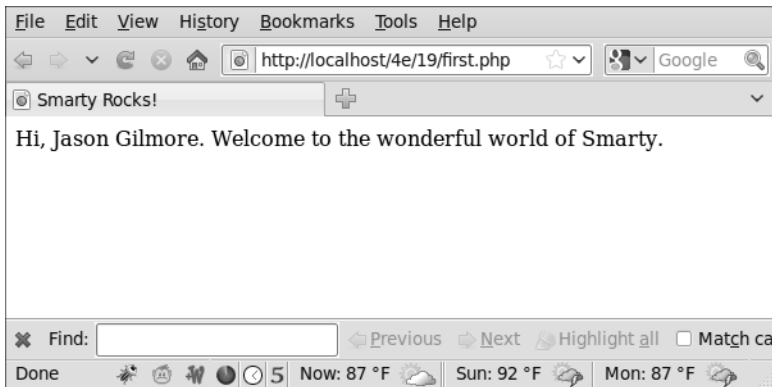 File Edit View History Bookmarks Tools Help
http://localhost/4e/19/first.php Google
Smarty Rocks!
Hi, Jason Gilmore. Welcome to the wonderful world of Smarty.
Find: Previous Next Highlight all Match ca
Done 5 Now: 87 °F Sun: 92 °F Mon: 87 °F